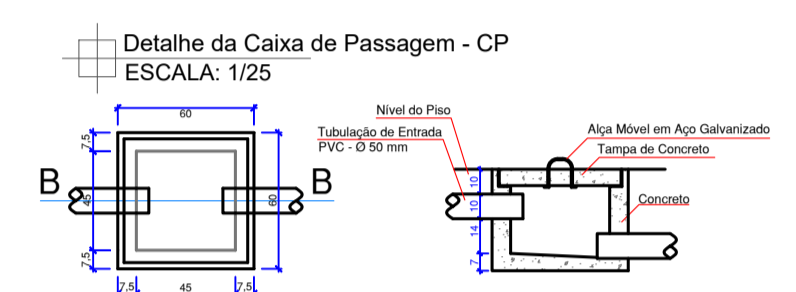 Detalhe da Caixa de Passagem - CP
ESCALA: 1/25
60
7,5
45
7,5
60
B
B
7,5
45
7,5
Nível do Piso
Tubulação de Entrada
PVC - Ø 50 mm
Alça Móvel em Aço Galvanizado
Tampa de Concreto
Concreto
10
10
14
7